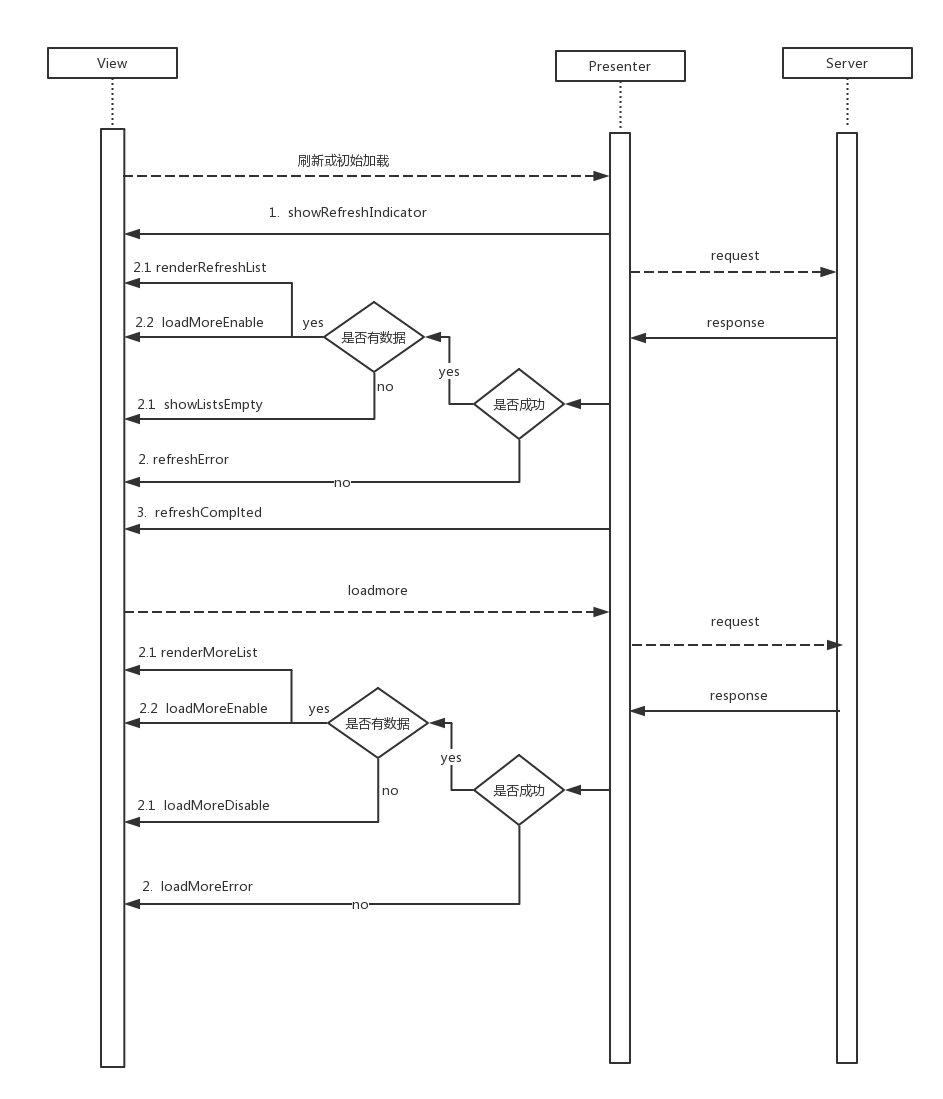 View
Presenter
Server
刷新或初始加载
1. showRefreshIndicator
request
2.1 renderRefreshList
2.2 loadMoreEnable
yes
是否有数据
response
yes
no
2.1 showListsEmpty
是否成功
2. refreshError
no
3. refreshComplted
loadmore
request
2.1 renderMoreList
response
2.2 loadMoreEnable
yes
是否有数据
yes
no
是否成功
2.1 loadMoreDisable
2. loadMoreError
no